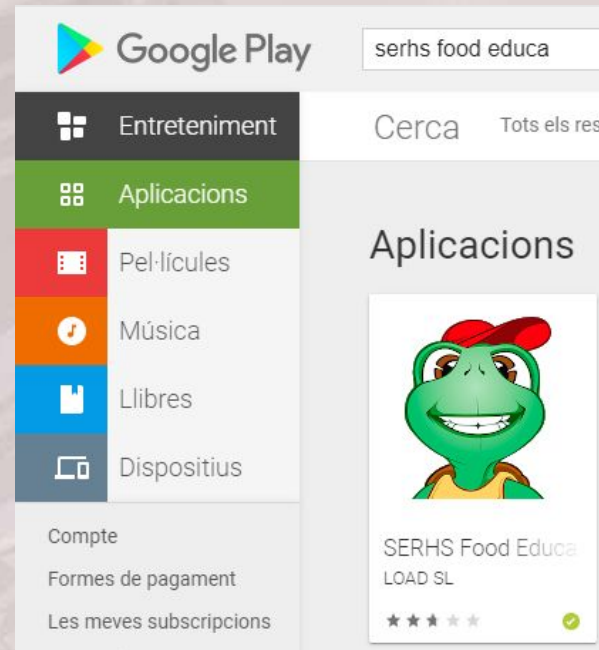 Google Play
serhs food educa
Entreteniment
Cerca
Tots els res
Aplicacions
Pel·lícules
Música
Llibres
Dispositius
Compte
Formes de pagament
Les meves subscripcions
Aplicacions
SERHS Food Educa
LOAD SL